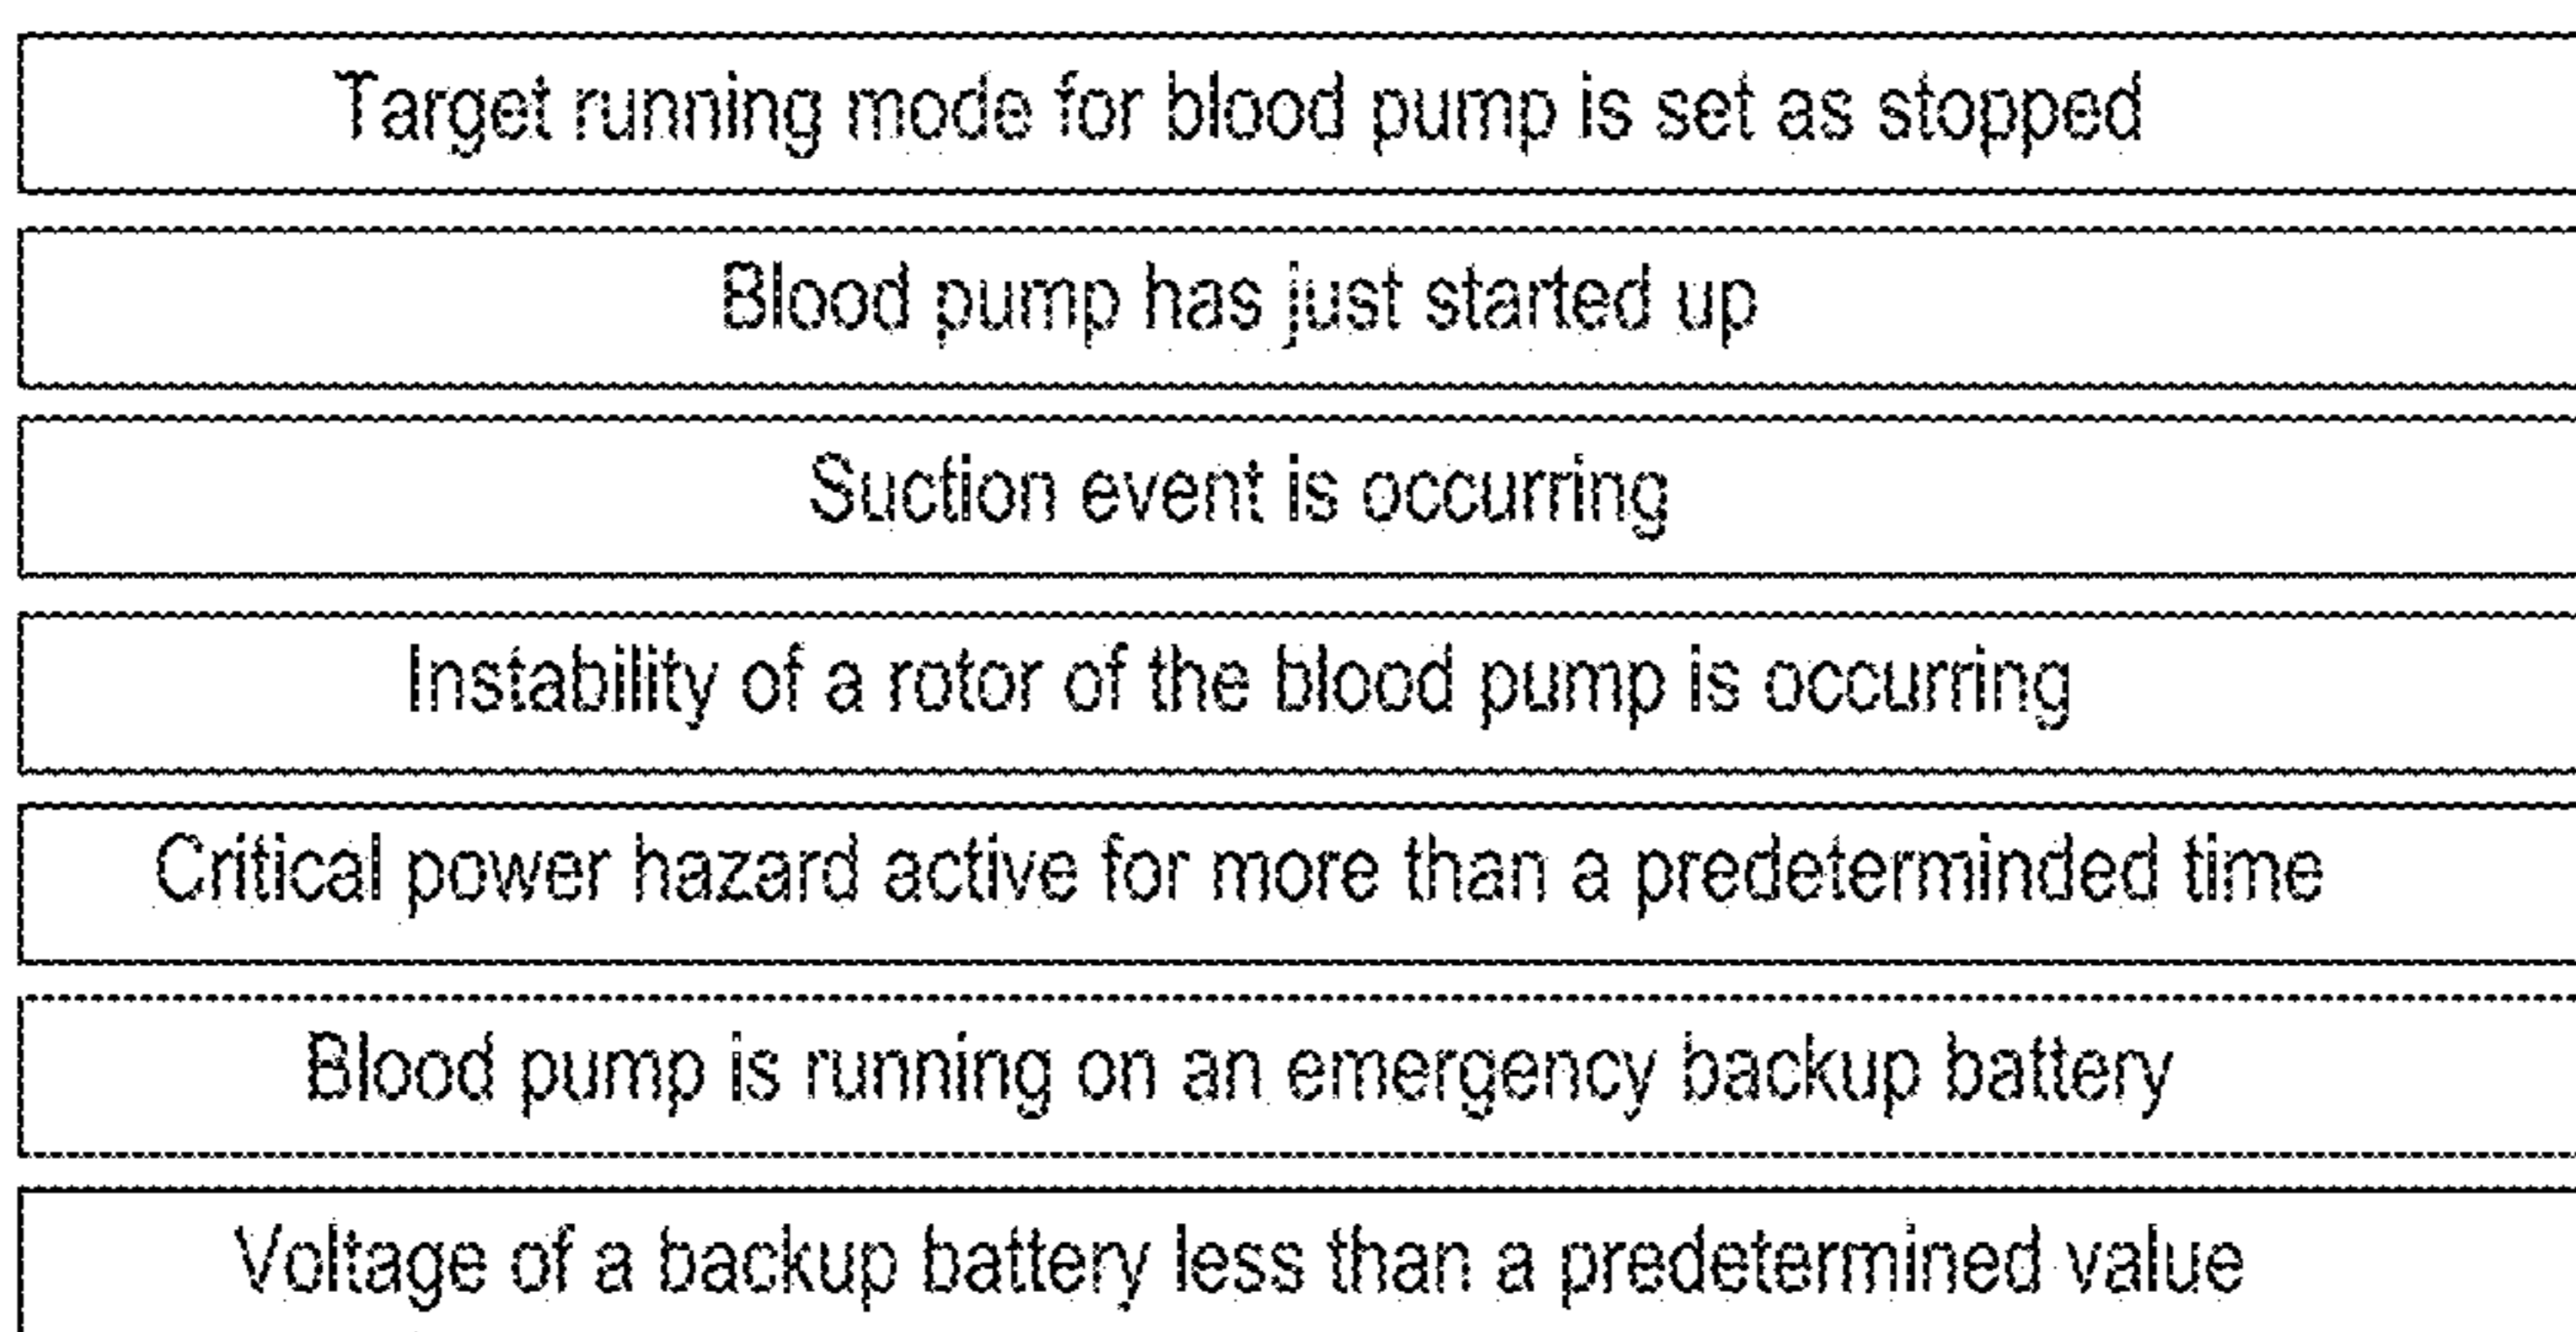 Target running mode for blood pump is set as stopped
Blood pump has just started up
Suction event is occurring
Instability of a rotor of the blood pump is occurring
Critical power hazard active for more than a predeterminded time
Blood pump is running on an emergency backup battery
Voltage of a backup battery less than a predetermined value